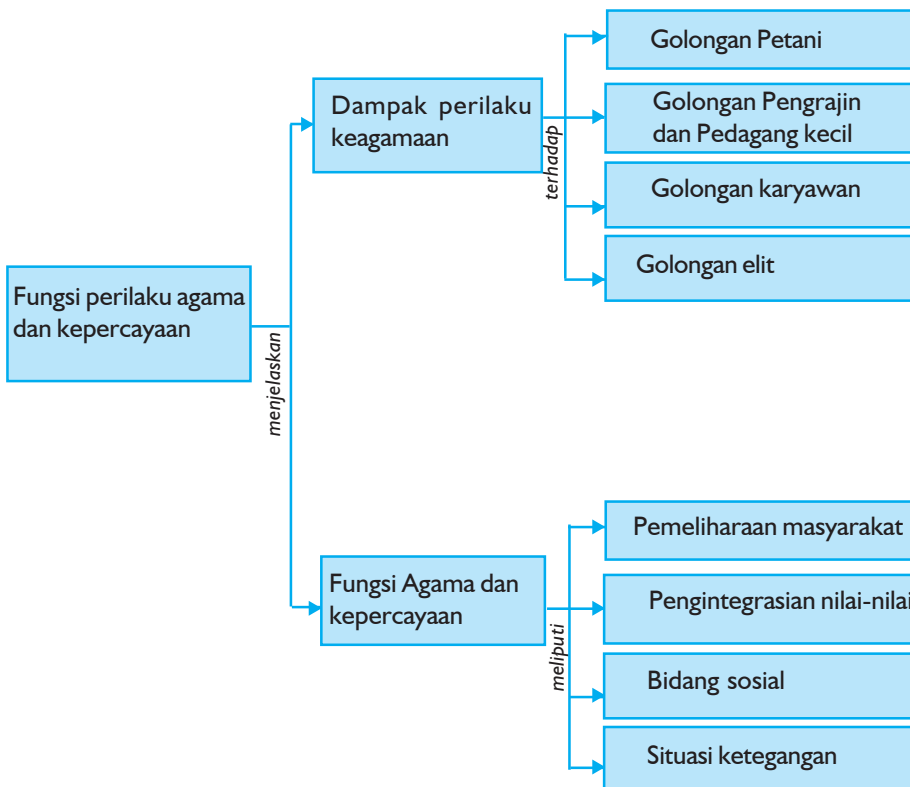 Fungsi perilaku agama
dan kepercayaan
menjelaskan
Dampak perilaku
keagamaan
terhadap
Golongan Petani
Golongan Pengrajin
dan Pedagang kecil
Golongan karyawan
Golongan elit
Fungsi Agama dan
kepercayaan
meliputi
Pemeliharaan masyarakat
Pengintegrasian nilai-nilai
Bidang sosial
Situasi ketegangan